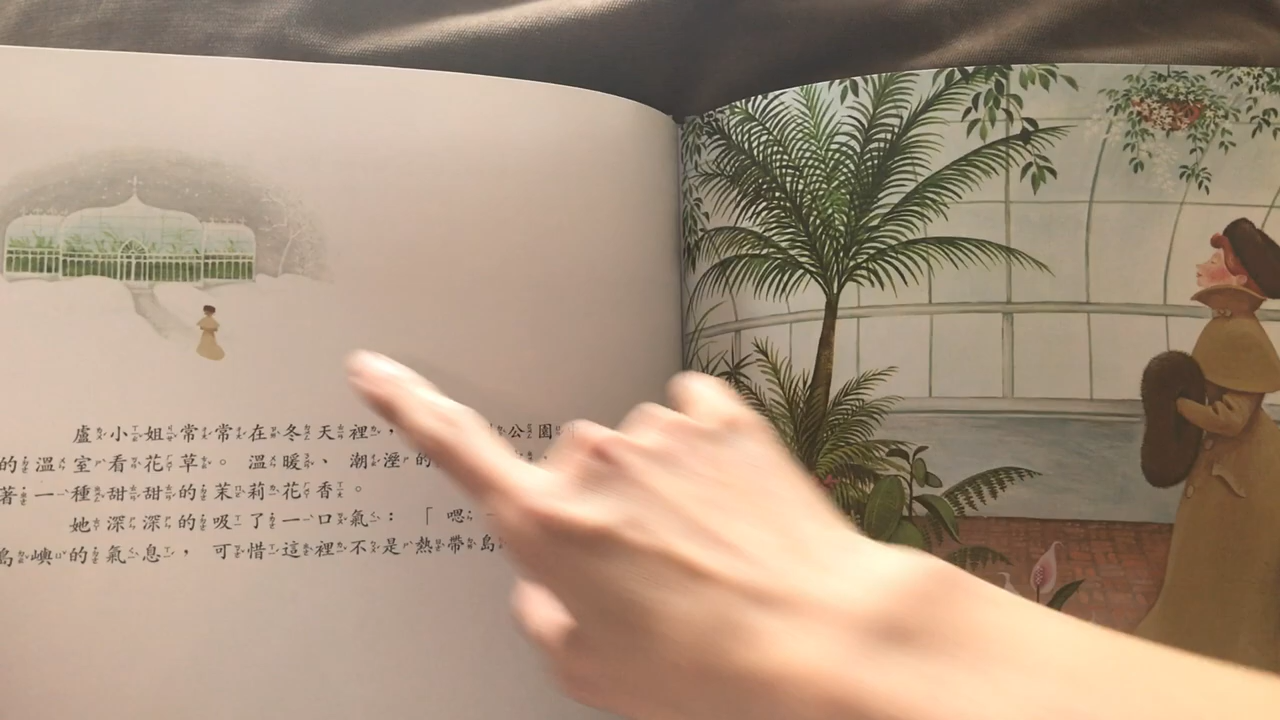 盧小姐常常在冬天裡， 公園
的溫室看花草。溫暖、潮溼的
著一種甜甜的茉莉花香。
她深深的吸了一口氣：「嗯
島嶼的氣息，可惜這裡不是熱帶島